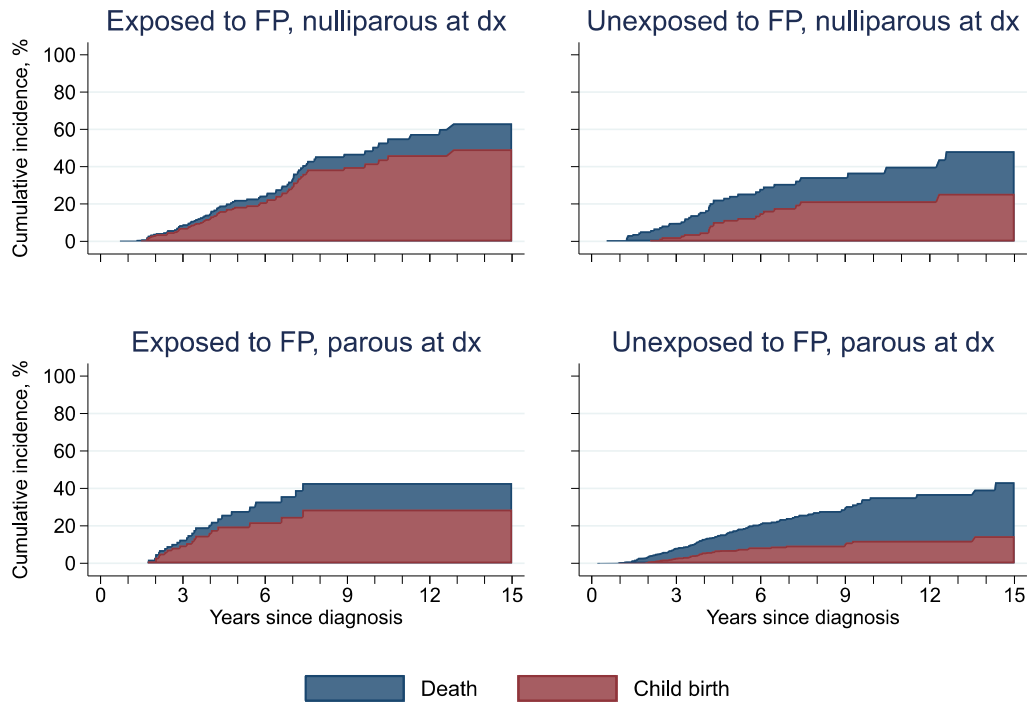 Exposed to FP, nulliparous at dx
Unexposed to FP, nulliparous at dx
Cumulative incidence, %
100
80
60
40
20
0
Exposed to FP, parous at dx
Unexposed to FP, parous at dx
Cumulative incidence, %
100
80
60
40
20
0
0 3 6 9 12 15
Years since diagnosis
0 3 6 9 12 15
Years since diagnosis
Death
Child birth